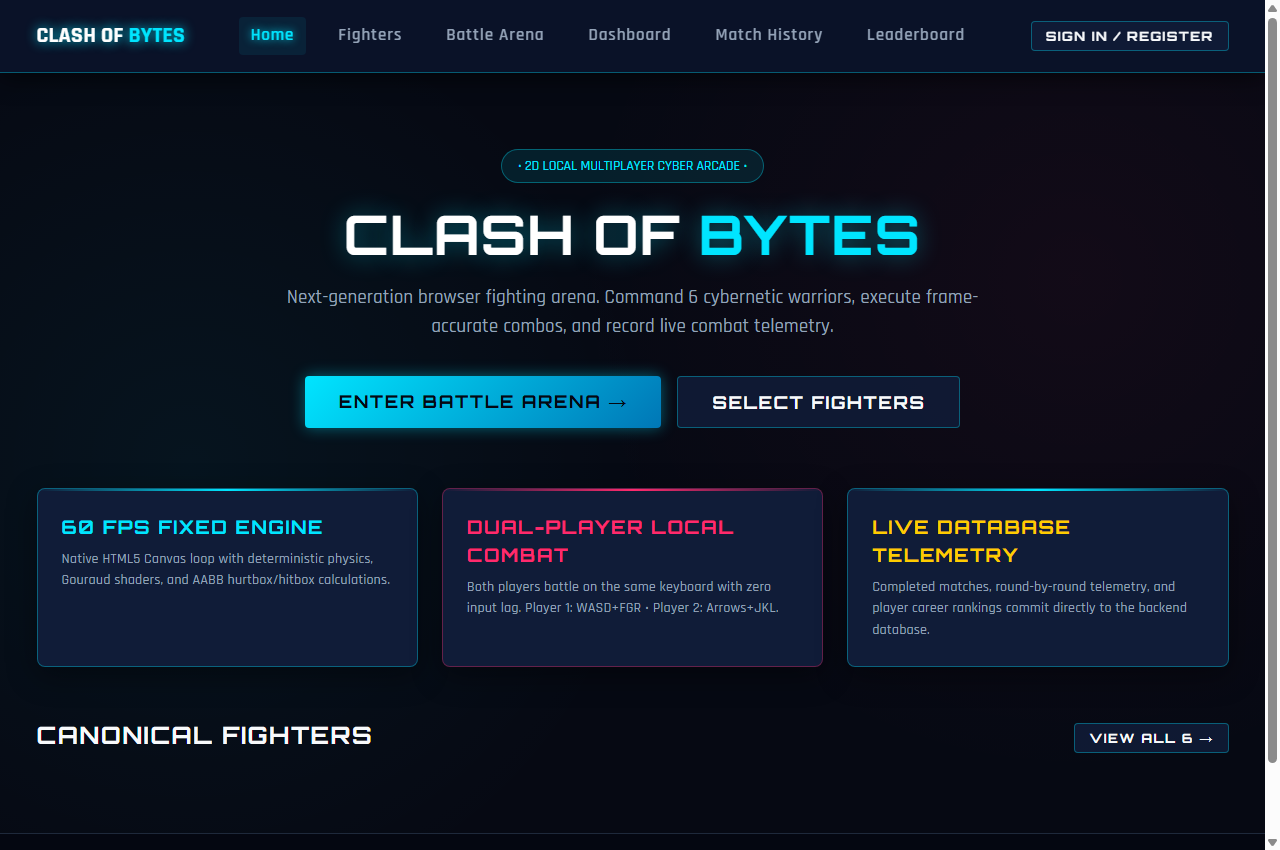 CLASH OF BYTES
Home
Fighters
Battle Arena
Dashboard
Match History
Leaderboard
SIGN IN / REGISTER
• 2D LOCAL MULTIPLAYER CYBER ARCADE •
CLASH OF BYTES
Next-generation browser fighting arena. Command 6 cybernetic warriors, execute frame-
accurate combos, and record live combat telemetry.
ENTER BATTLE ARENA →
SELECT FIGHTERS
60 FPS FIXED ENGINE
Native HTML5 Canvas loop with deterministic physics,
Gouraud shaders, and AABB hurtbox/hitbox calculations.
DUAL-PLAYER LOCAL
COMBAT
Both players battle on the same keyboard with zero
input lag. Player 1: WASD+FGR • Player 2: Arrows+JKL.
LIVE DATABASE
TELEMETRY
Completed matches, round-by-round telemetry, and
player career rankings commit directly to the backend
database.
CANONICAL FIGHTERS
VIEW ALL 6 →